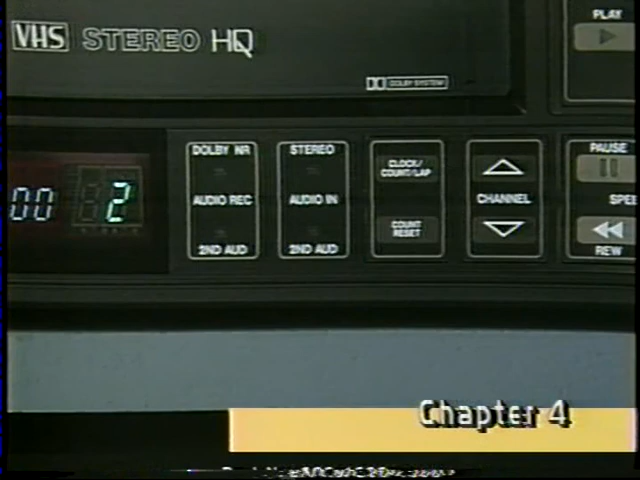 VHS STEREO HQ
DOLBY SYSTEM
PLAY
DOLBY NR
AUDIO REC
2ND AUD
STEREO
AUDIO IN
2ND AUD
CLOCK/
COUNT/LAP
COUNT
RESET
CHANNEL
PAUSE
REW
00 2
Chapter 4